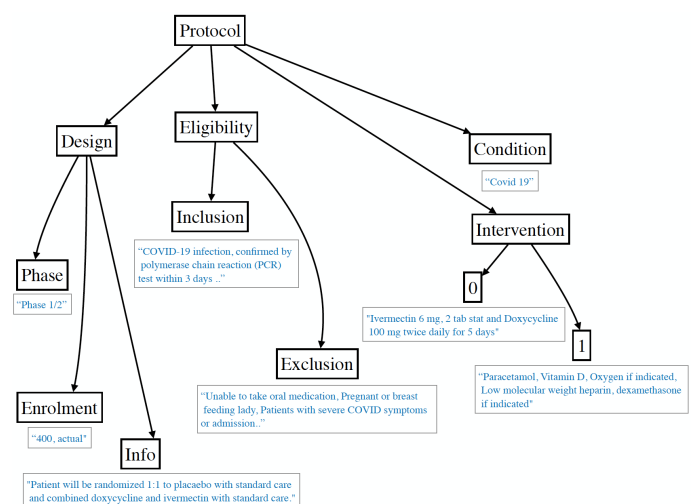 Protocol
Design
Eligibility
Condition
“Covid 19”
Inclusion
“COVID-19 infection, confirmed by
polymerase chain reaction (PCR)
test within 3 days ..”
Intervention
Phase
“Phase 1/2”
0
"Ivermectin 6 mg, 2 tab stat and Doxycycline
100 mg twice daily for 5 days"
1
“Paracetamol, Vitamin D, Oxygen if indicated,
Low molecular weight heparin, dexamethasone
if indicated"
Exclusion
“Unable to take oral medication, Pregnant or breast
feeding lady, Patients with severe COVID symptoms
or admission..”
Enrolment
“400, actual"
Info
"Patient will be randomized 1:1 to placaebo with standard care
and combined doxycycline and ivermectin with standard care."